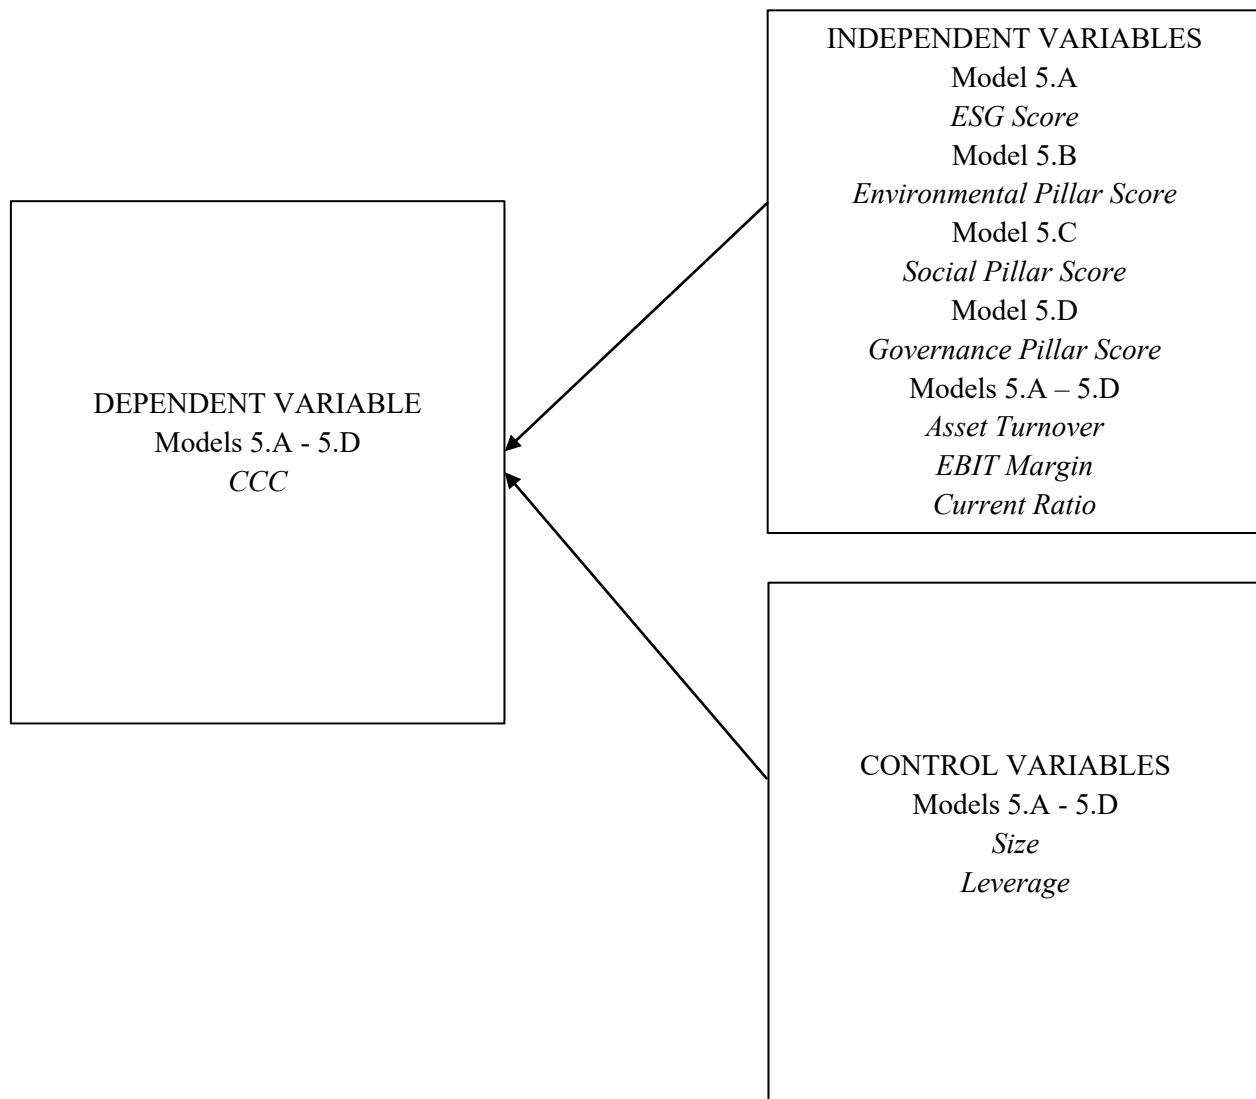 DEPENDENT VARIABLE
Models 5.A - 5.D
CCC
INDEPENDENT VARIABLES
Model 5.A
ESG Score
Model 5.B
Environmental Pillar Score
Model 5.C
Social Pillar Score
Model 5.D
Governance Pillar Score
Models 5.A – 5.D
Asset Turnover
EBIT Margin
Current Ratio
CONTROL VARIABLES
Models 5.A - 5.D
Size
Leverage